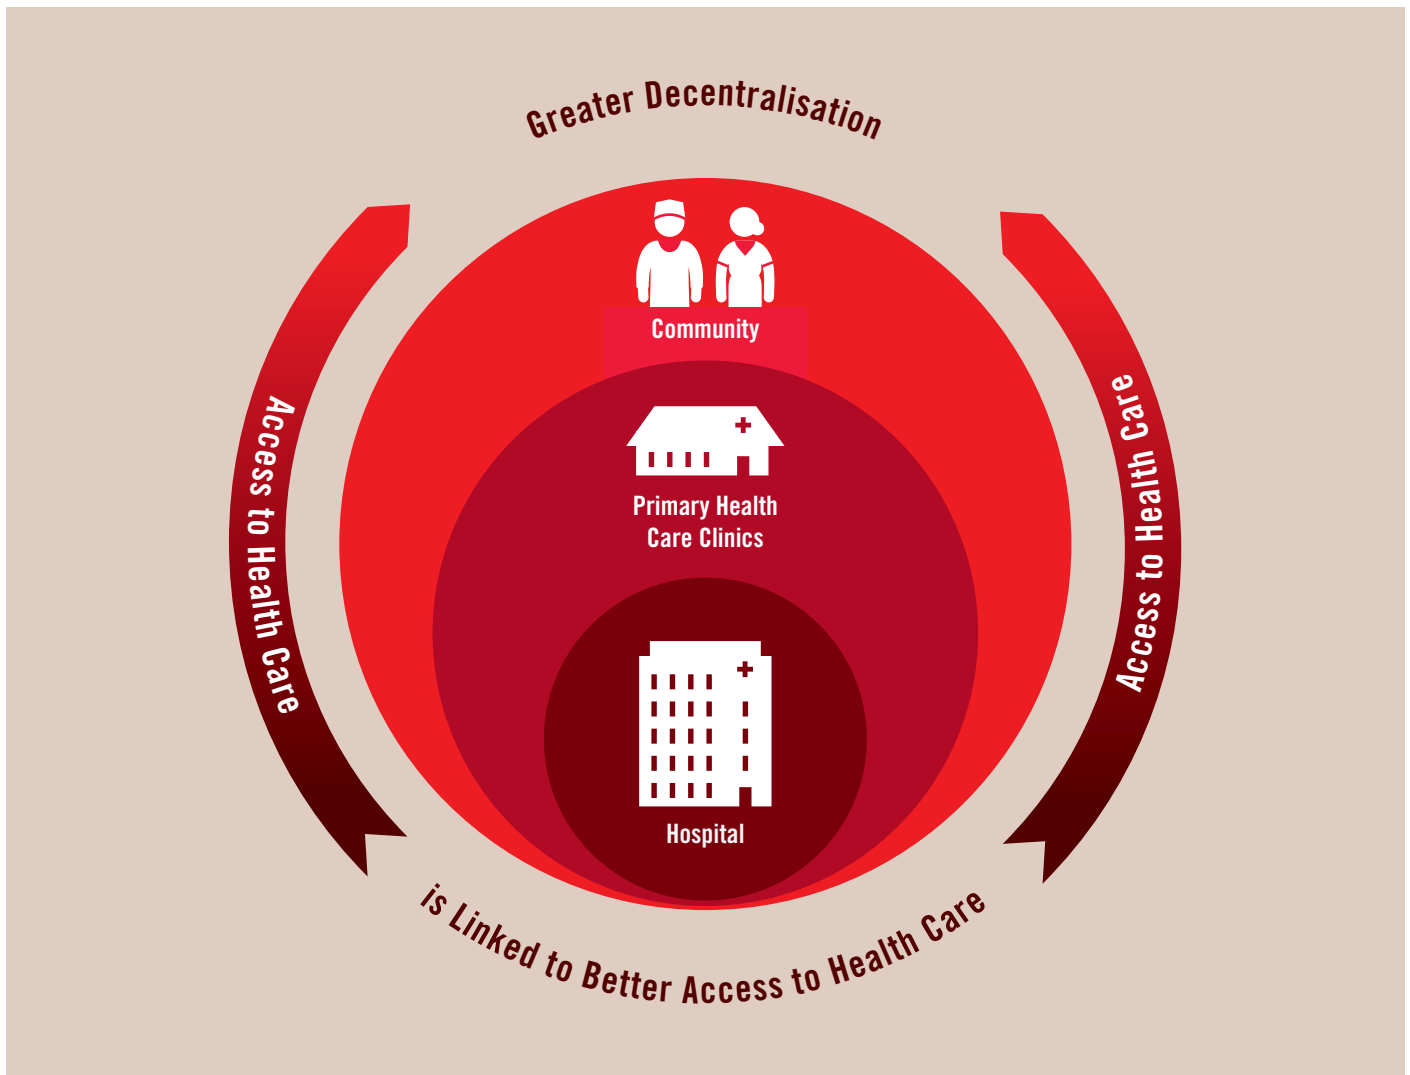 Greater Decentralisation
Community
Primary Health
Care Clinics
Hospital
Access to Health Care
Access to Health Care
is Linked to Better Access to Health Care